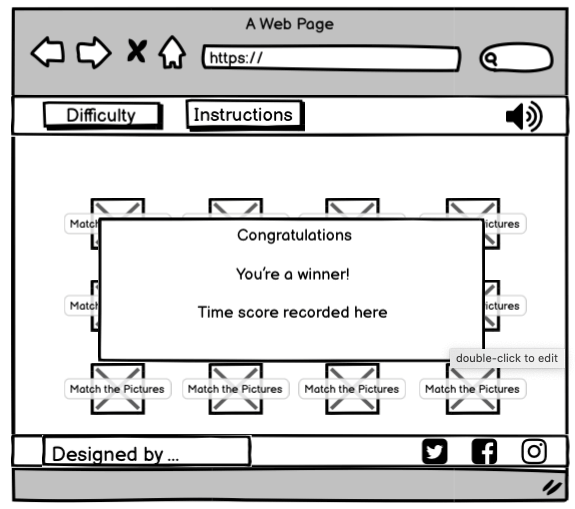 A Web Page
https://
Difficulty
Instructions
Match
ictures
Congratulations
You're a winner!
Time score recorded here
Match
ictures
double-click to edit
Match the Pictures
Match the Pictures
Match the Pictures
Match the Pictures
Designed by ...